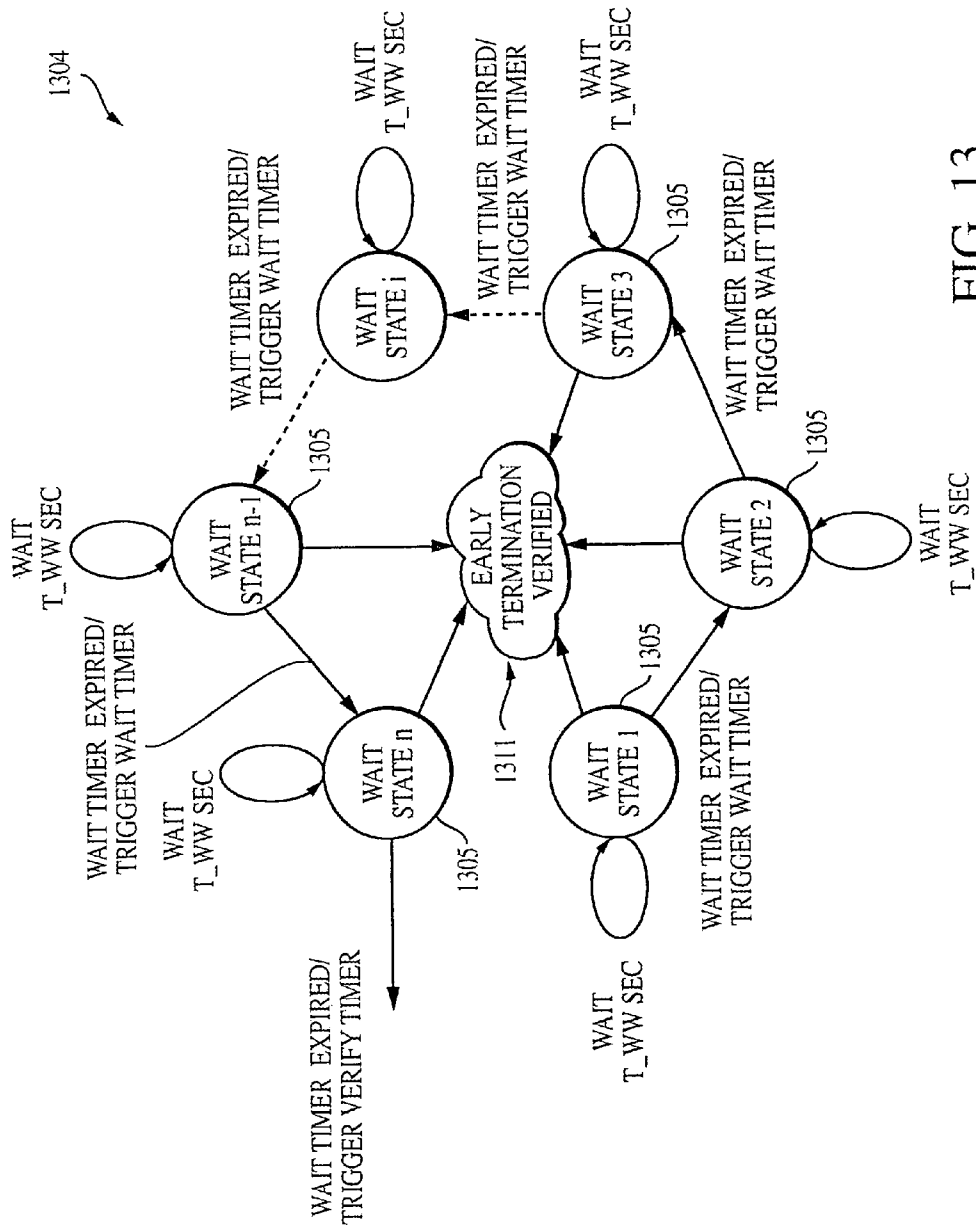 1304
WAIT
T_WW SEC
WAIT TIMER EXPIRED/
TRIGGER WAIT TIMER
WAIT
STATE i
WAIT TIMER EXPIRED/
TRIGGER WAIT TIMER
WAIT
T_WW SEC
WAIT
STATE 3
1305
WAIT TIMER EXPIRED/
TRIGGER WAIT TIMER
WAIT
T_WW SEC
WAIT
STATE n-1
1305
EARLY
TERMINATION
VERIFIED
1311
WAIT
STATE 2
1305
WAIT
T_WW SEC
WAIT TIMER EXPIRED/
TRIGGER WAIT TIMER
WAIT
T_WW SEC
WAIT
STATE n
1305
WAIT
STATE 1
1305
WAIT TIMER EXPIRED/
TRIGGER WAIT TIMER
WAIT
T_WW SEC
WAIT TIMER EXPIRED/
TRIGGER VERIFY TIMER
FIG. 13